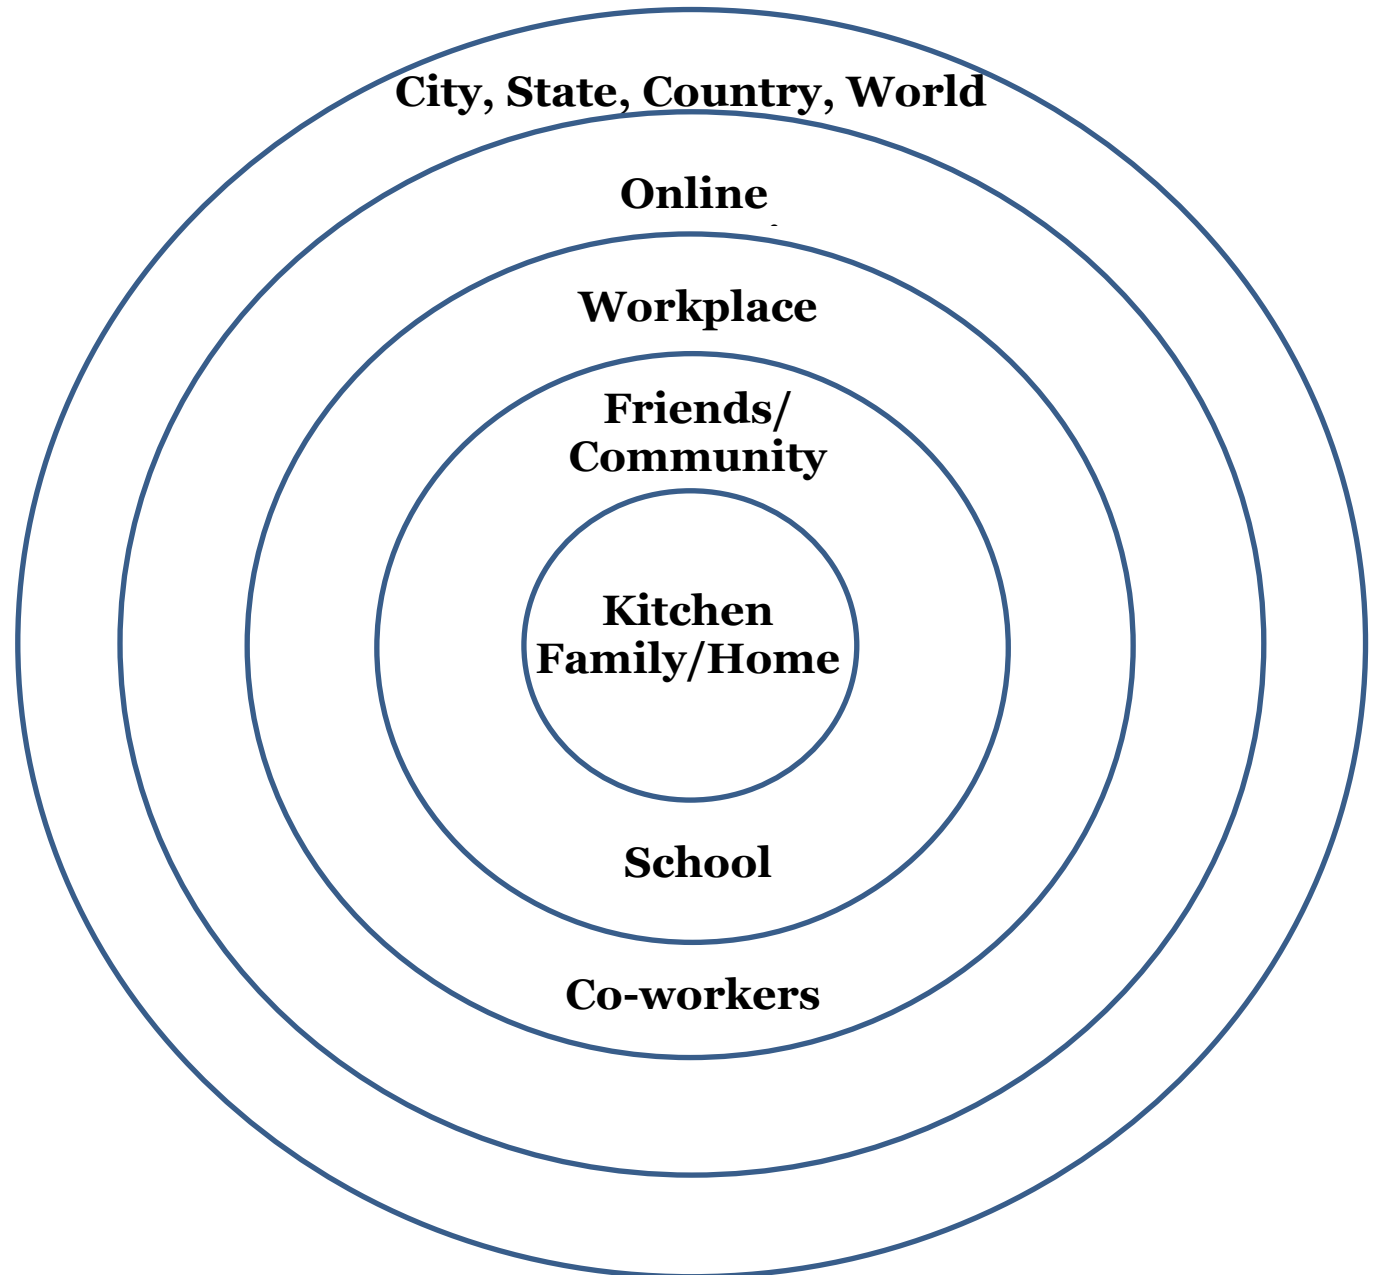 City, State, Country, World
Online
Workplace
Friends/
Community
Kitchen
Family/Home
School
Co-workers